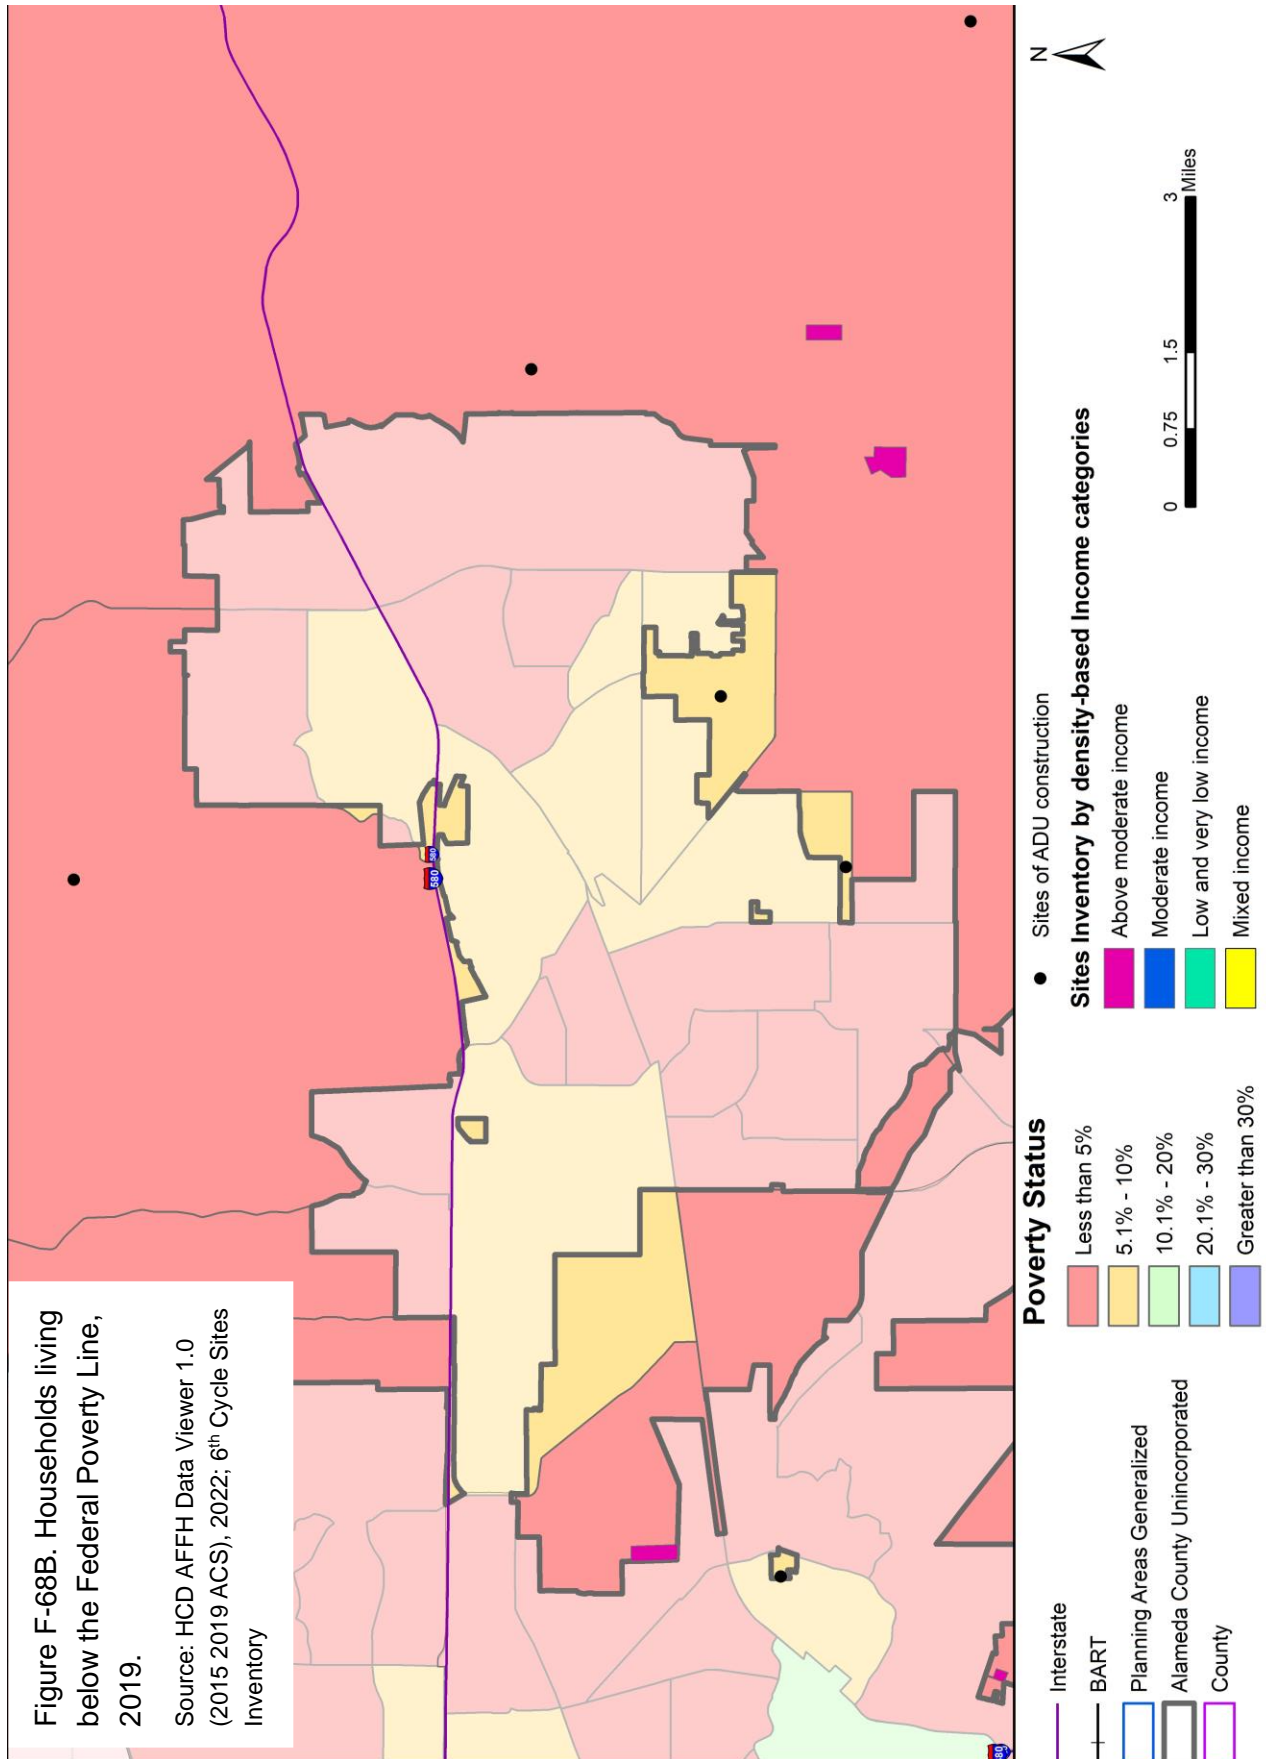 Figure F-68B. Households living
below the Federal Poverty Line,
2019.
Source: HCD AFFH Data Viewer 1.0
(2015 2019 ACS), 2022; 6th Cycle Sites
Inventory
580
580
N
Interstate
BART
Planning Areas Generalized
Alameda County Unincorporated
County
Poverty Status
Less than 5%
5.1% - 10%
10.1% - 20%
20.1% - 30%
Greater than 30%
Sites of ADU construction
Sites Inventory by density-based Income categories
Above moderate income
Moderate income
Low and very low income
Mixed income
0 0.75 1.5 3
Miles